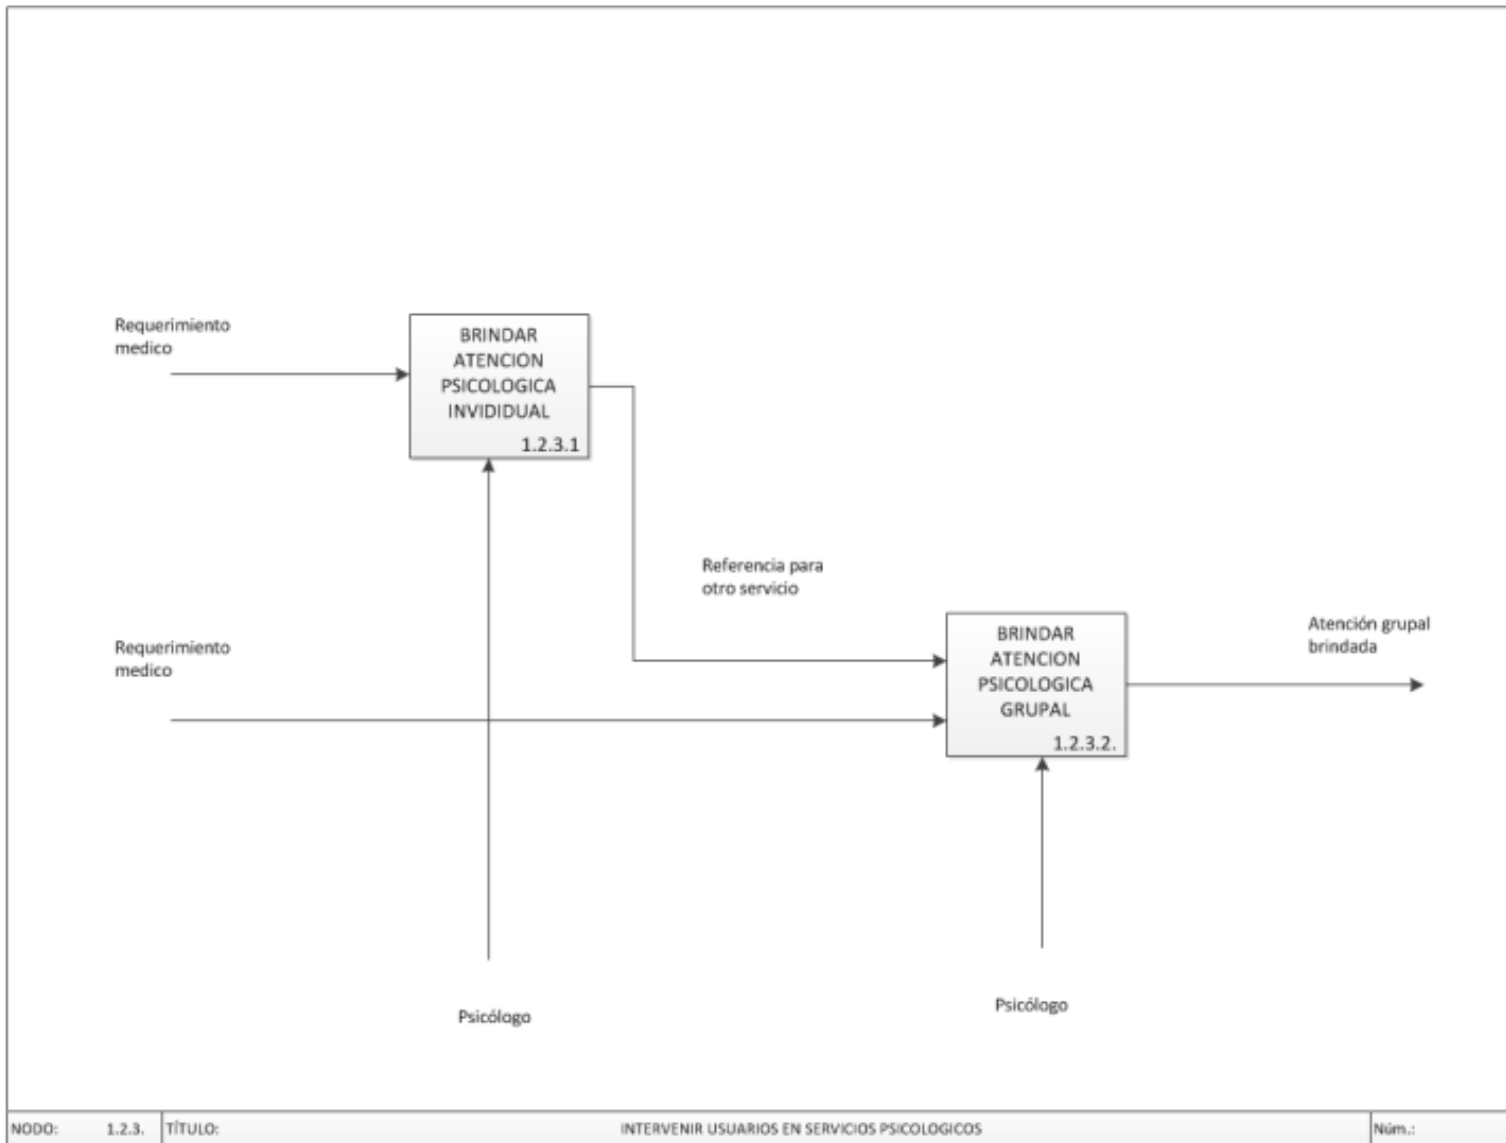 Requerimiento
medico
BRINDAR
ATENCION
PSICOLOGICA
INVIDIDUAL
1.2.3.1
Referencia para
otro servicio
Requerimiento
medico
BRINDAR
ATENCION
PSICOLOGICA
GRUPAL
1.2.3.2.
Atención grupal
brindada
Psicólogo
Psicólogo
NODO: 1.2.3. TÍTULO: INTERVENIR USUARIOS EN SERVICIOS PSICOLOGICOS Núm.: